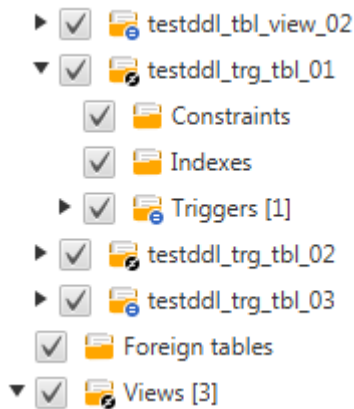 testddl_tbl_view_02
testddl_trg_tbl_01
Constraints
Indexes
Triggers [1]
testddl_trg_tbl_02
testddl_trg_tbl_03
Foreign tables
Views [3]